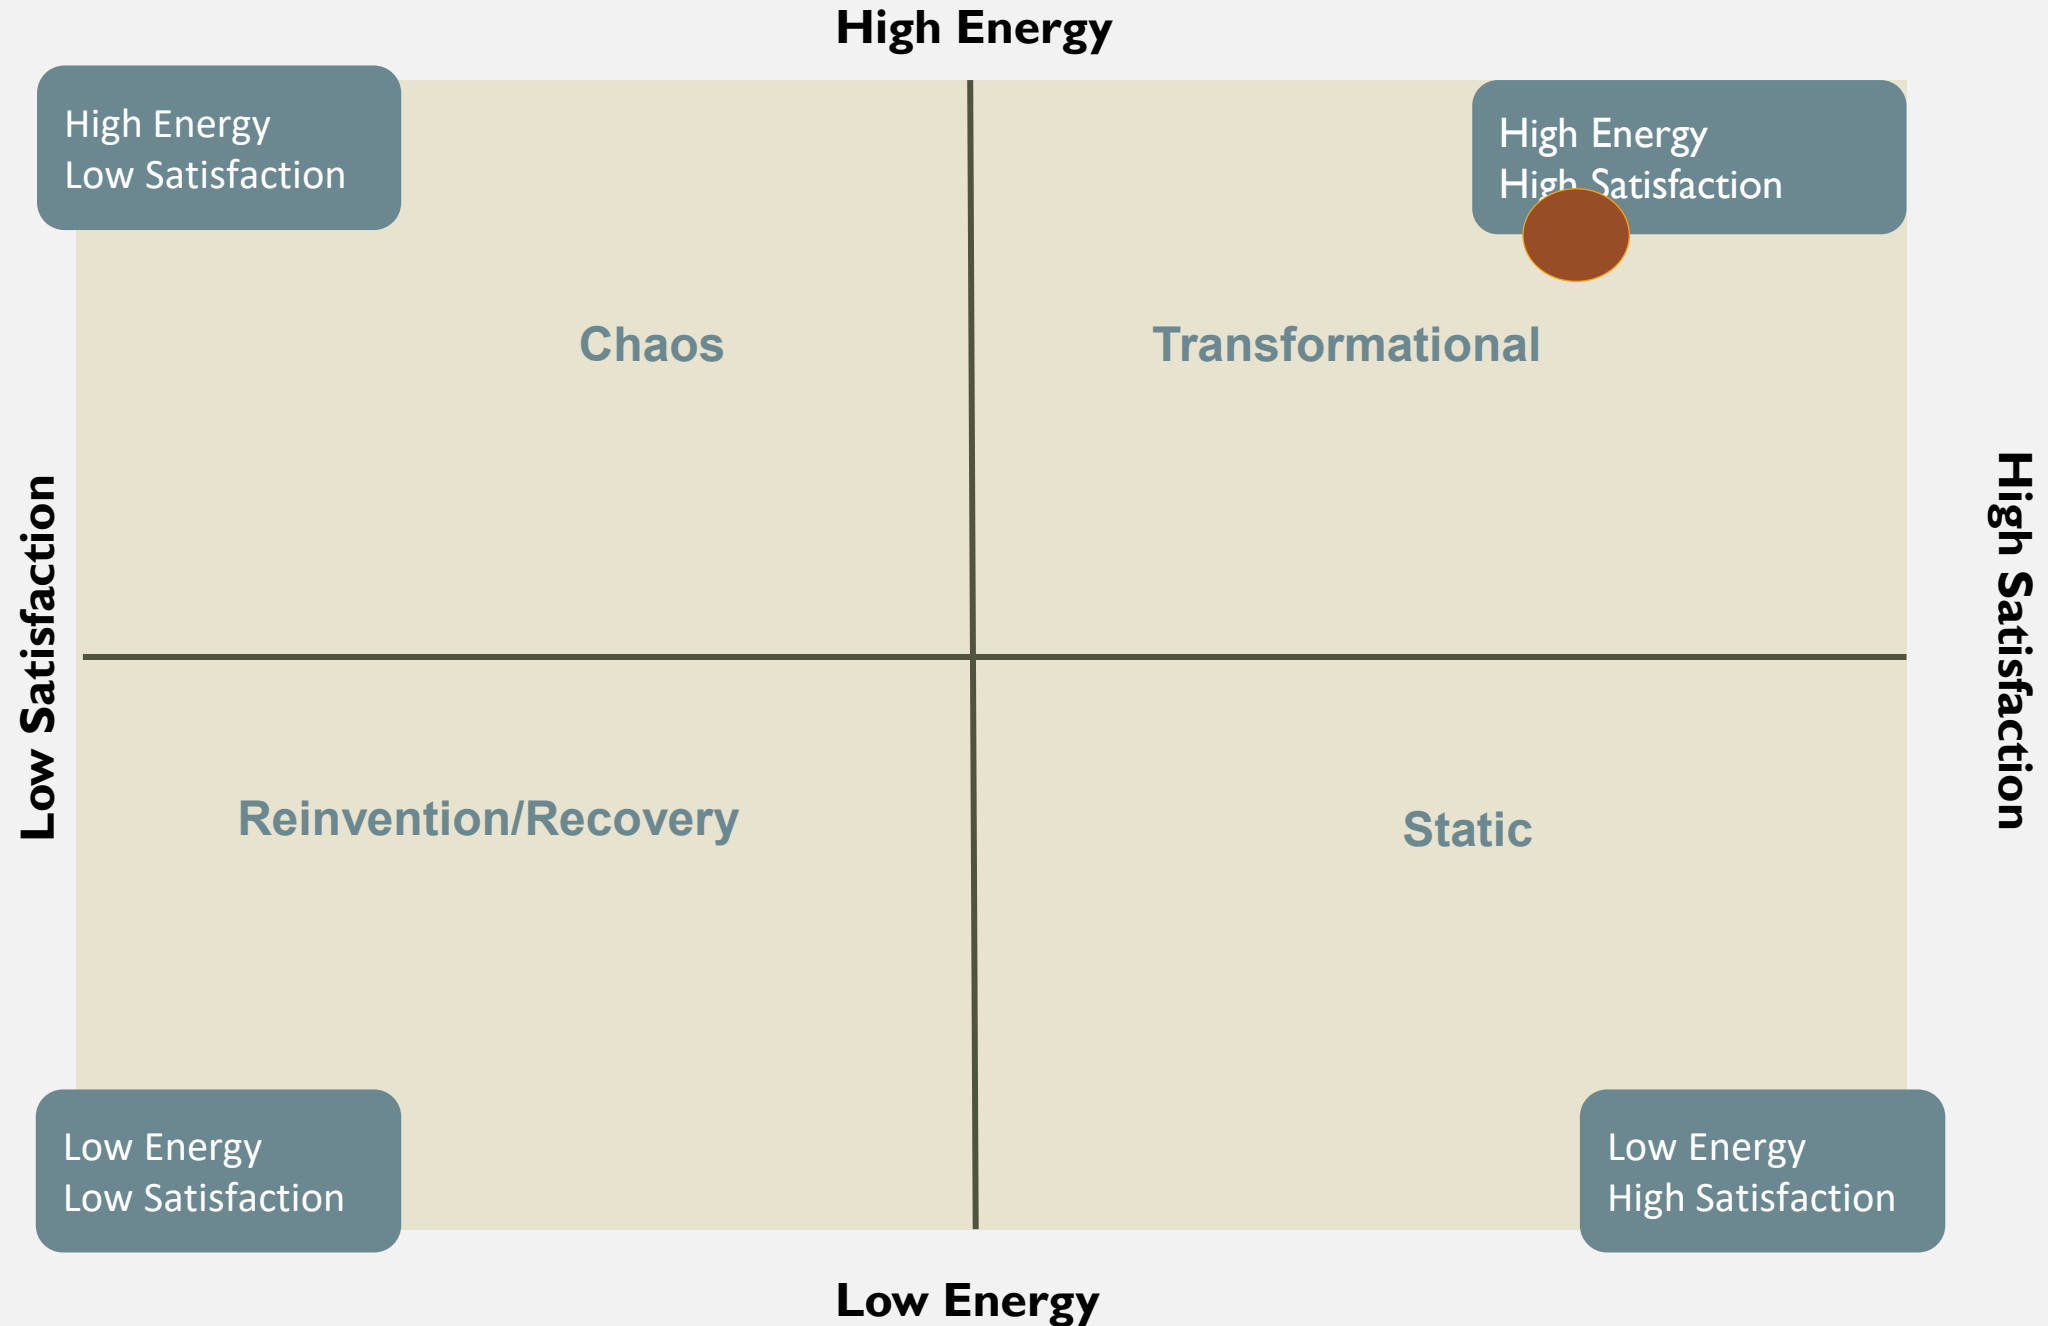 High Energy
High Energy
Low Satisfaction
High Energy
High Satisfaction
Chaos
Transformational
Low Satisfaction
High Satisfaction
Reinvention/Recovery
Static
Low Energy
Low Satisfaction
Low Energy
High Satisfaction
Low Energy